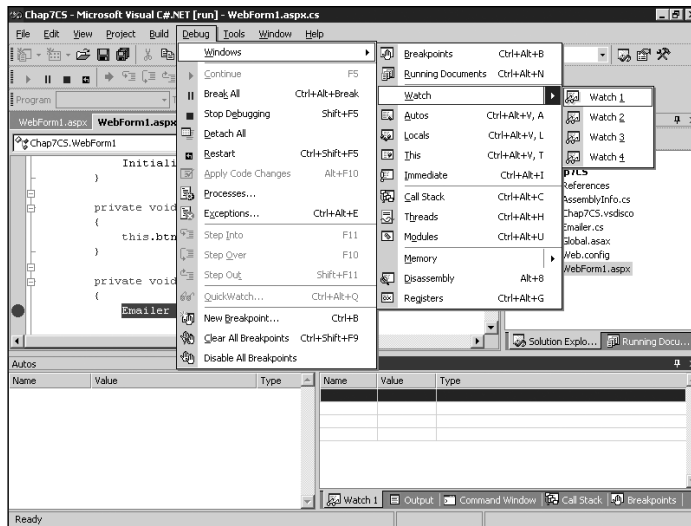 Chap7CS - Microsoft Visual C#.NET [run] - WebForm1.aspx.cs
File Edit View Project Build Debug Tools Window Help
Program
WebForm1.aspx WebForm1.aspx
Chap7CS.WebForm1
Initiali
}
private void
{
this.btn
}
private void
{
Emailer
Windows
Continue F5
Break All Ctrl+Alt+Break
Stop Debugging Shift+F5
Detach All
Restart Ctrl+Shift+F5
Apply Code Changes Alt+F10
Processes...
Exceptions... Ctrl+Alt+E
Step Into F11
Step Over F10
Step Out Shift+F11
QuickWatch... Ctrl+Alt+Q
New Breakpoint... Ctrl+B
Clear All Breakpoints Ctrl+Shift+F9
Disable All Breakpoints
Breakpoints Ctrl+Alt+B
Running Documents Ctrl+Alt+N
Watch
Autos Ctrl+Alt+V, A
Locals Ctrl+Alt+V, L
This Ctrl+Alt+V, T
Immediate Ctrl+Alt+I
Call Stack Ctrl+Alt+C
Threads Ctrl+Alt+H
Modules Ctrl+Alt+U
Memory
Disassembly Alt+8
Registers Ctrl+Alt+G
Watch 1
Watch 2
Watch 3
Watch 4
p7CS
References
AssemblyInfo.cs
Chap7CS.vsdisco
Emailer.cs
Global.asax
Web.config
WebForm1.aspx
Solution Explo... Running Docu...
Autos
Name Value Type
Name Value Type
Watch 1 Output Command Window Call Stack Breakpoints
Ready